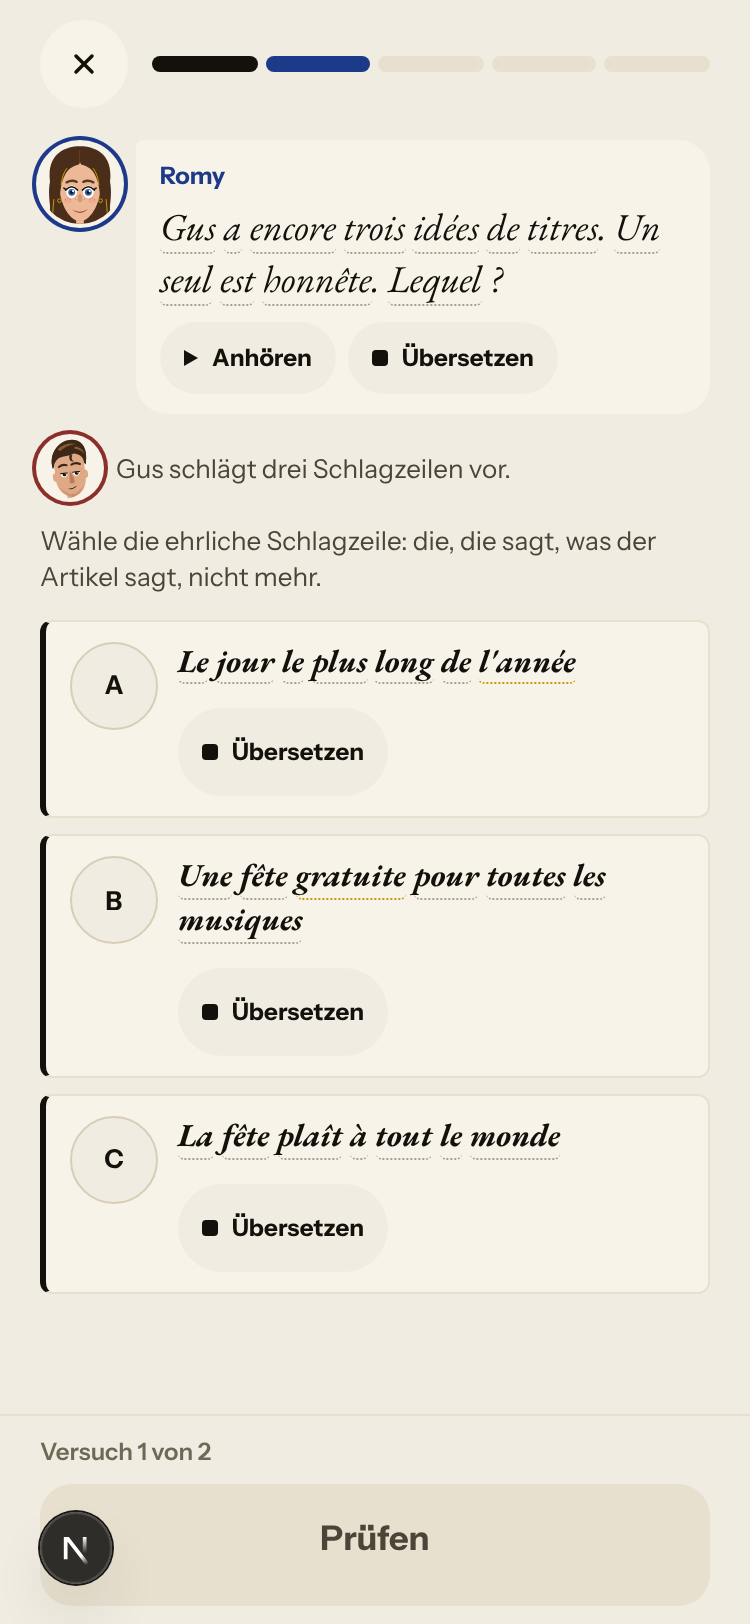 Romy
Gus a encore trois idées de titres. Un
seul est honnête. Lequel ?
Anhören
Übersetzen
Gus schlägt drei Schlagzeilen vor.
Wähle die ehrliche Schlagzeile: die, die sagt, was der
Artikel sagt, nicht mehr.
A
Le jour le plus long de l'année
Übersetzen
B
Une fête gratuite pour toutes les
musiques
Übersetzen
C
La fête plaît à tout le monde
Übersetzen
Versuch 1 von 2
Prüfen
N